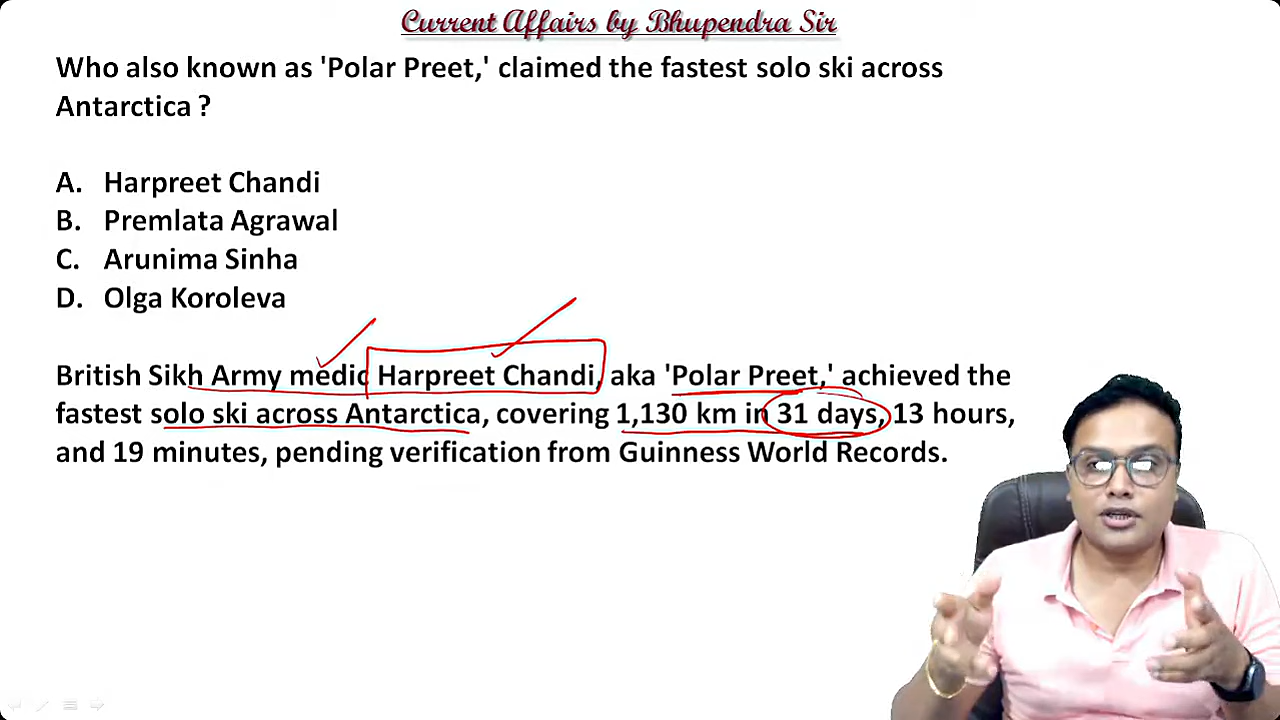 Current Affairs by Bhupendra Sir
Who also known as 'Polar Preet,' claimed the fastest solo ski across
Antarctica ?
A. Harpreet Chandi
B. Premlata Agrawal
C. Arunima Sinha
D. Olga Koroleva
British Sikh Army medic Harpreet Chandi, aka 'Polar Preet,' achieved the
fastest solo ski across Antarctica, covering 1,130 km in 31 days, 13 hours,
and 19 minutes, pending verification from Guinness World Records.